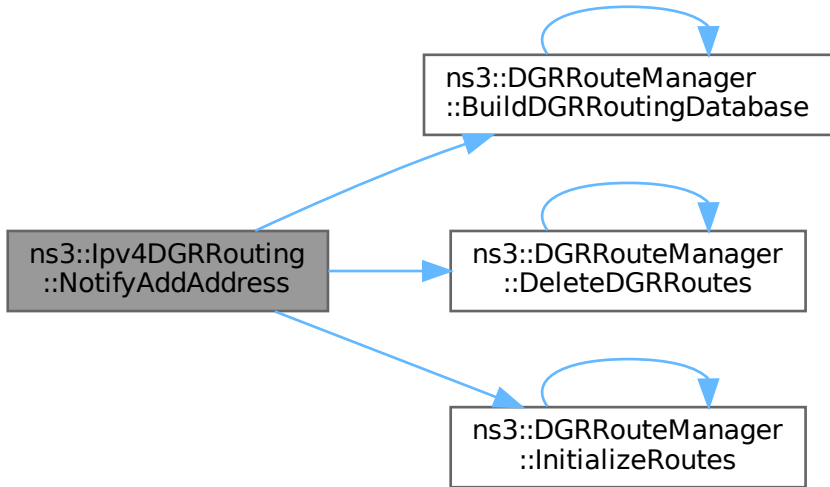 ns3::DGRRouteManager
::BuildDGRRoutingDatabase
ns3::Ipv4DGRRouting
::NotifyAddAddress
ns3::DGRRouteManager
::DeleteDGRRoutes
ns3::DGRRouteManager
::InitializeRoutes